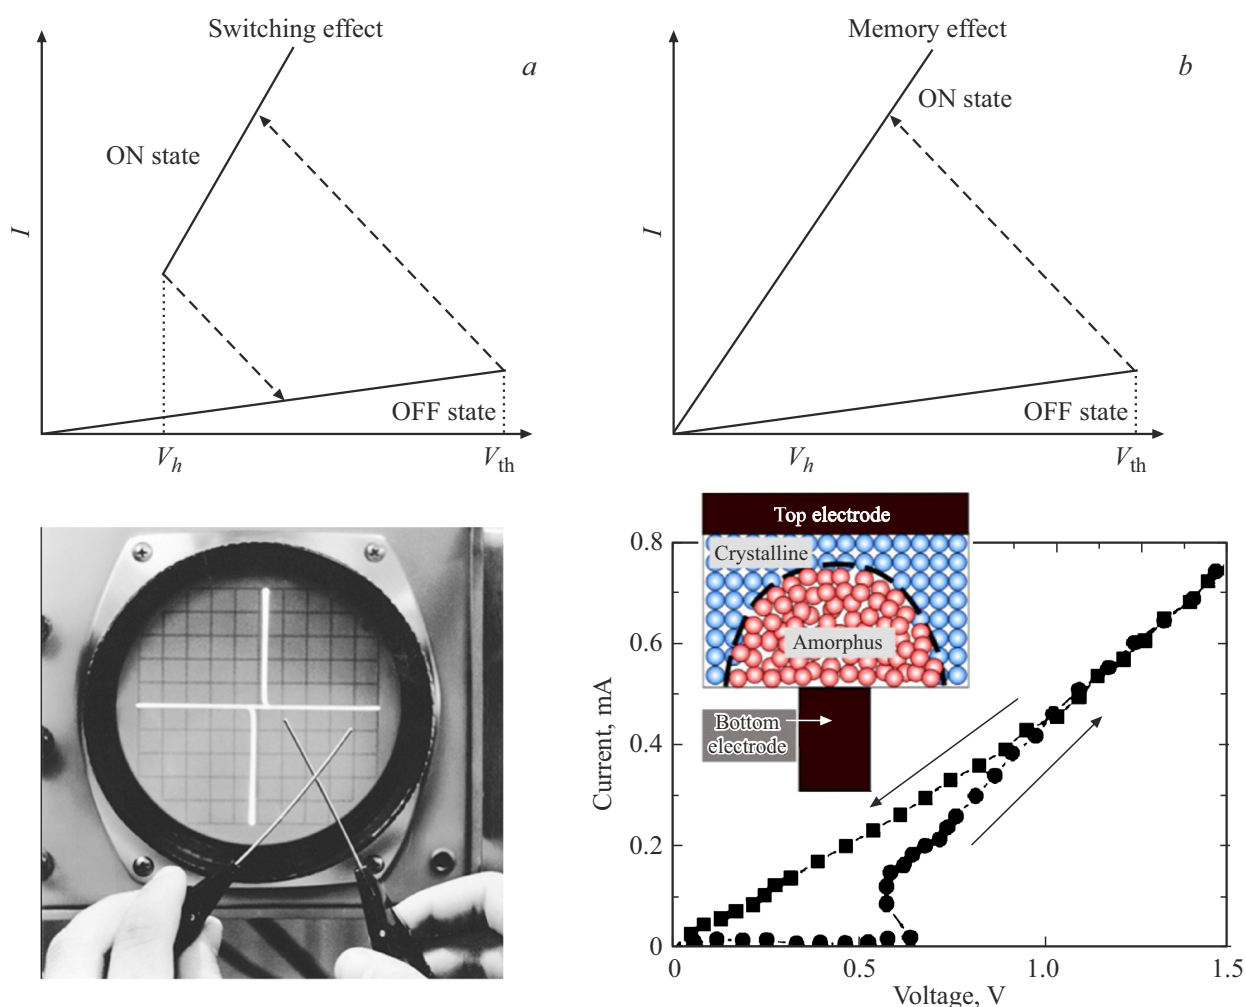 Switching effect
a
ON state
I
OFF state
V_h
V_th
Memory effect
b
ON state
I
OFF state
V_h
V_th
Top electrode
Crystalline
Amorphus
Bottom
electrode
Current, mA
0.8
0.6
0.4
0.2
0
0
0.5
1.0
1.5
Voltage, V